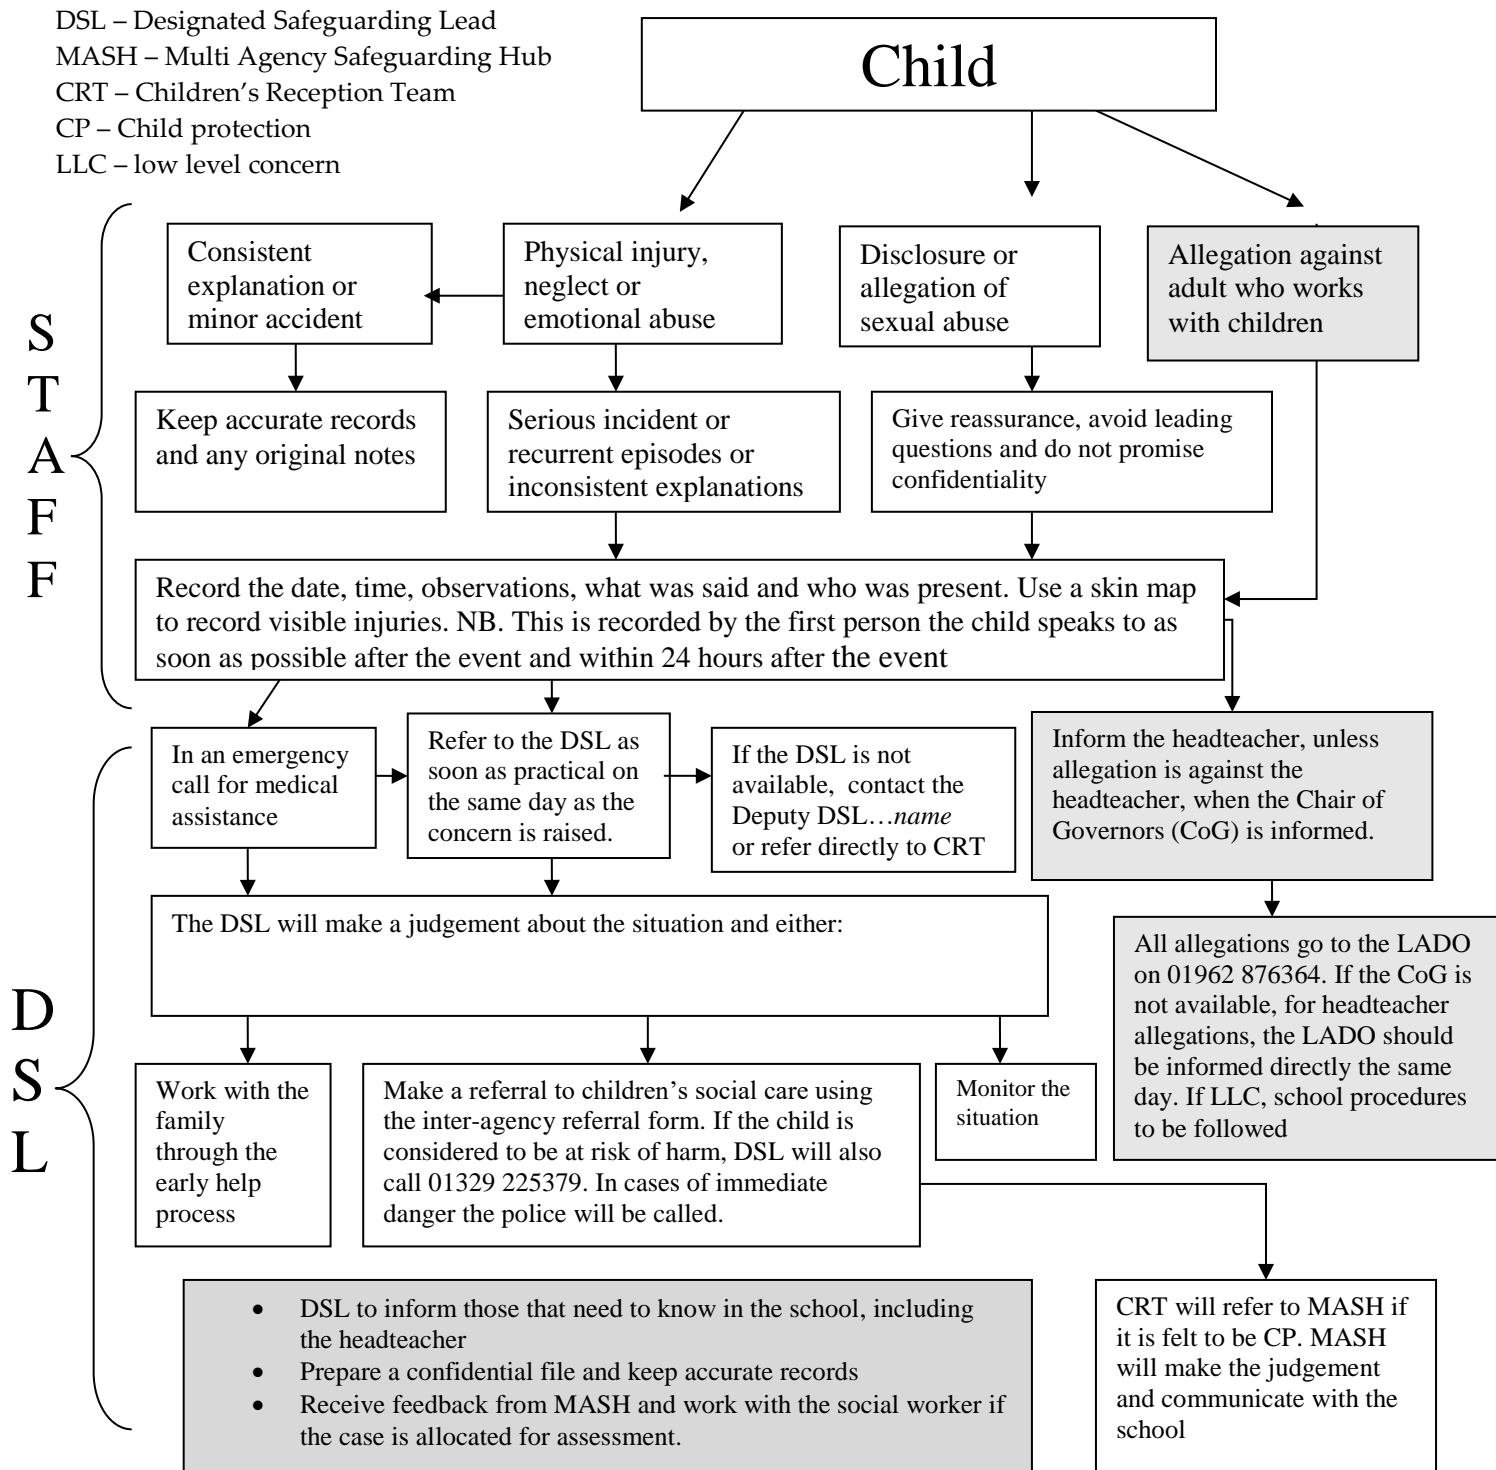 DSL – Designated Safeguarding Lead
MASH – Multi Agency Safeguarding Hub
CRT – Children's Reception Team
CP – Child protection
LLC – low level concern
Child
S
T
A
F
F
Consistent
explanation or
minor accident
Physical injury,
neglect or
emotional abuse
Disclosure or
allegation of
sexual abuse
Allegation against
adult who works
with children
Keep accurate records
and any original notes
Serious incident or
recurrent episodes or
inconsistent explanations
Give reassurance, avoid leading
questions and do not promise
confidentiality
Record the date, time, observations, what was said and who was present. Use a skin map
to record visible injuries. NB. This is recorded by the first person the child speaks to as
soon as possible after the event and within 24 hours after the event
D
S
L
In an emergency
call for medical
assistance
Refer to the DSL as
soon as practical on
the same day as the
concern is raised.
If the DSL is not
available, contact the
Deputy DSL…name
or refer directly to CRT
Inform the headteacher, unless
allegation is against the
headteacher, when the Chair of
Governors (CoG) is informed.
The DSL will make a judgement about the situation and either:
All allegations go to the LADO
on 01962 876364. If the CoG is
not available, for headteacher
allegations, the LADO should
be informed directly the same
day. If LLC, school procedures
to be followed
Work with the
family
through the
early help
process
Make a referral to children's social care using
the inter-agency referral form. If the child is
considered to be at risk of harm, DSL will also
call 01329 225379. In cases of immediate
danger the police will be called.
Monitor the
situation
• DSL to inform those that need to know in the school, including
the headteacher
• Prepare a confidential file and keep accurate records
• Receive feedback from MASH and work with the social worker if
the case is allocated for assessment.
CRT will refer to MASH if
it is felt to be CP. MASH
will make the judgement
and communicate with the
school